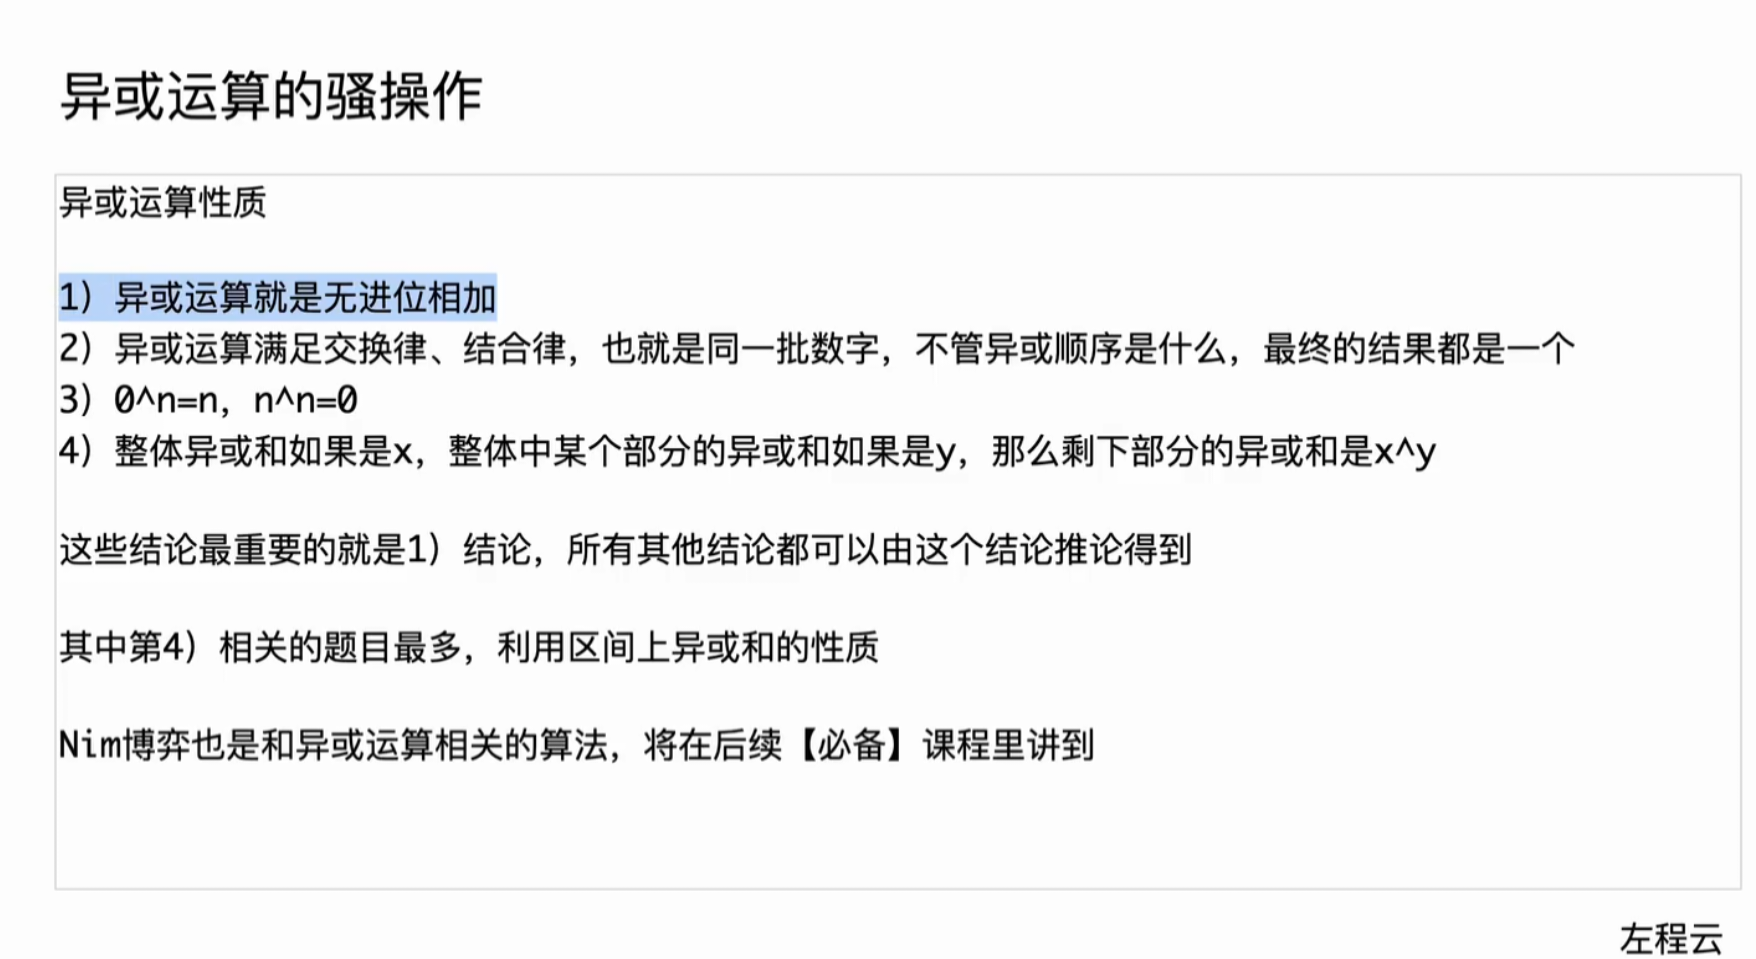 异或运算的骚操作
异或运算性质
1）异或运算就是无进位相加
2）异或运算满足交换律、结合律，也就是同一批数字，不管异或顺序是什么，最终的结果都是一个
3）0^n=n，n^n=0
4）整体异或和如果是x，整体中某个部分的异或和如果是y，那么剩下部分的异或和是x^y
这些结论最重要的就是1）结论，所有其他结论都可以由这个结论推论得到
其中第4）相关的题目最多，利用区间上异或和的性质
Nim博弈也是和异或运算相关的算法，将在后续【必备】课程里讲到
左程云